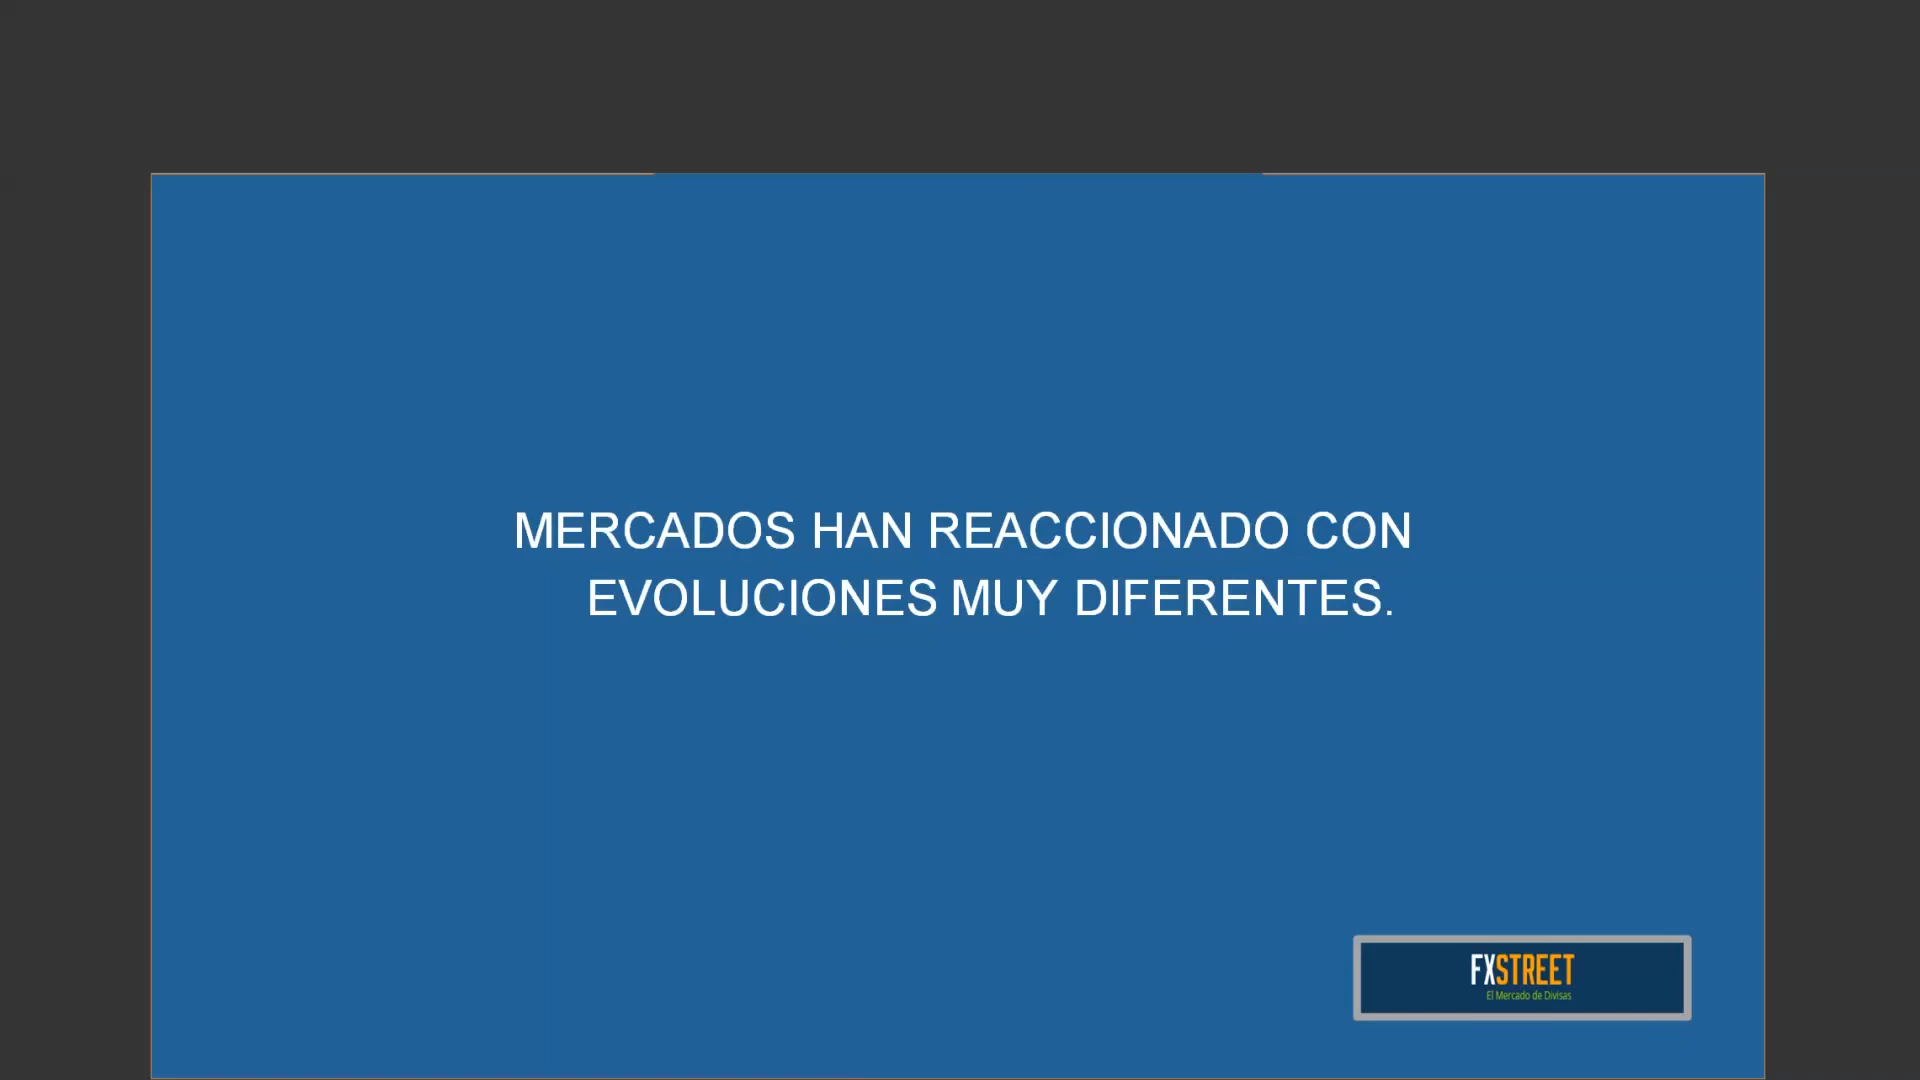 MERCADOS HAN REACCIONADO CON
EVOLUCIONES MUY DIFERENTES.
FXSTREET
El Mercado de Divisas